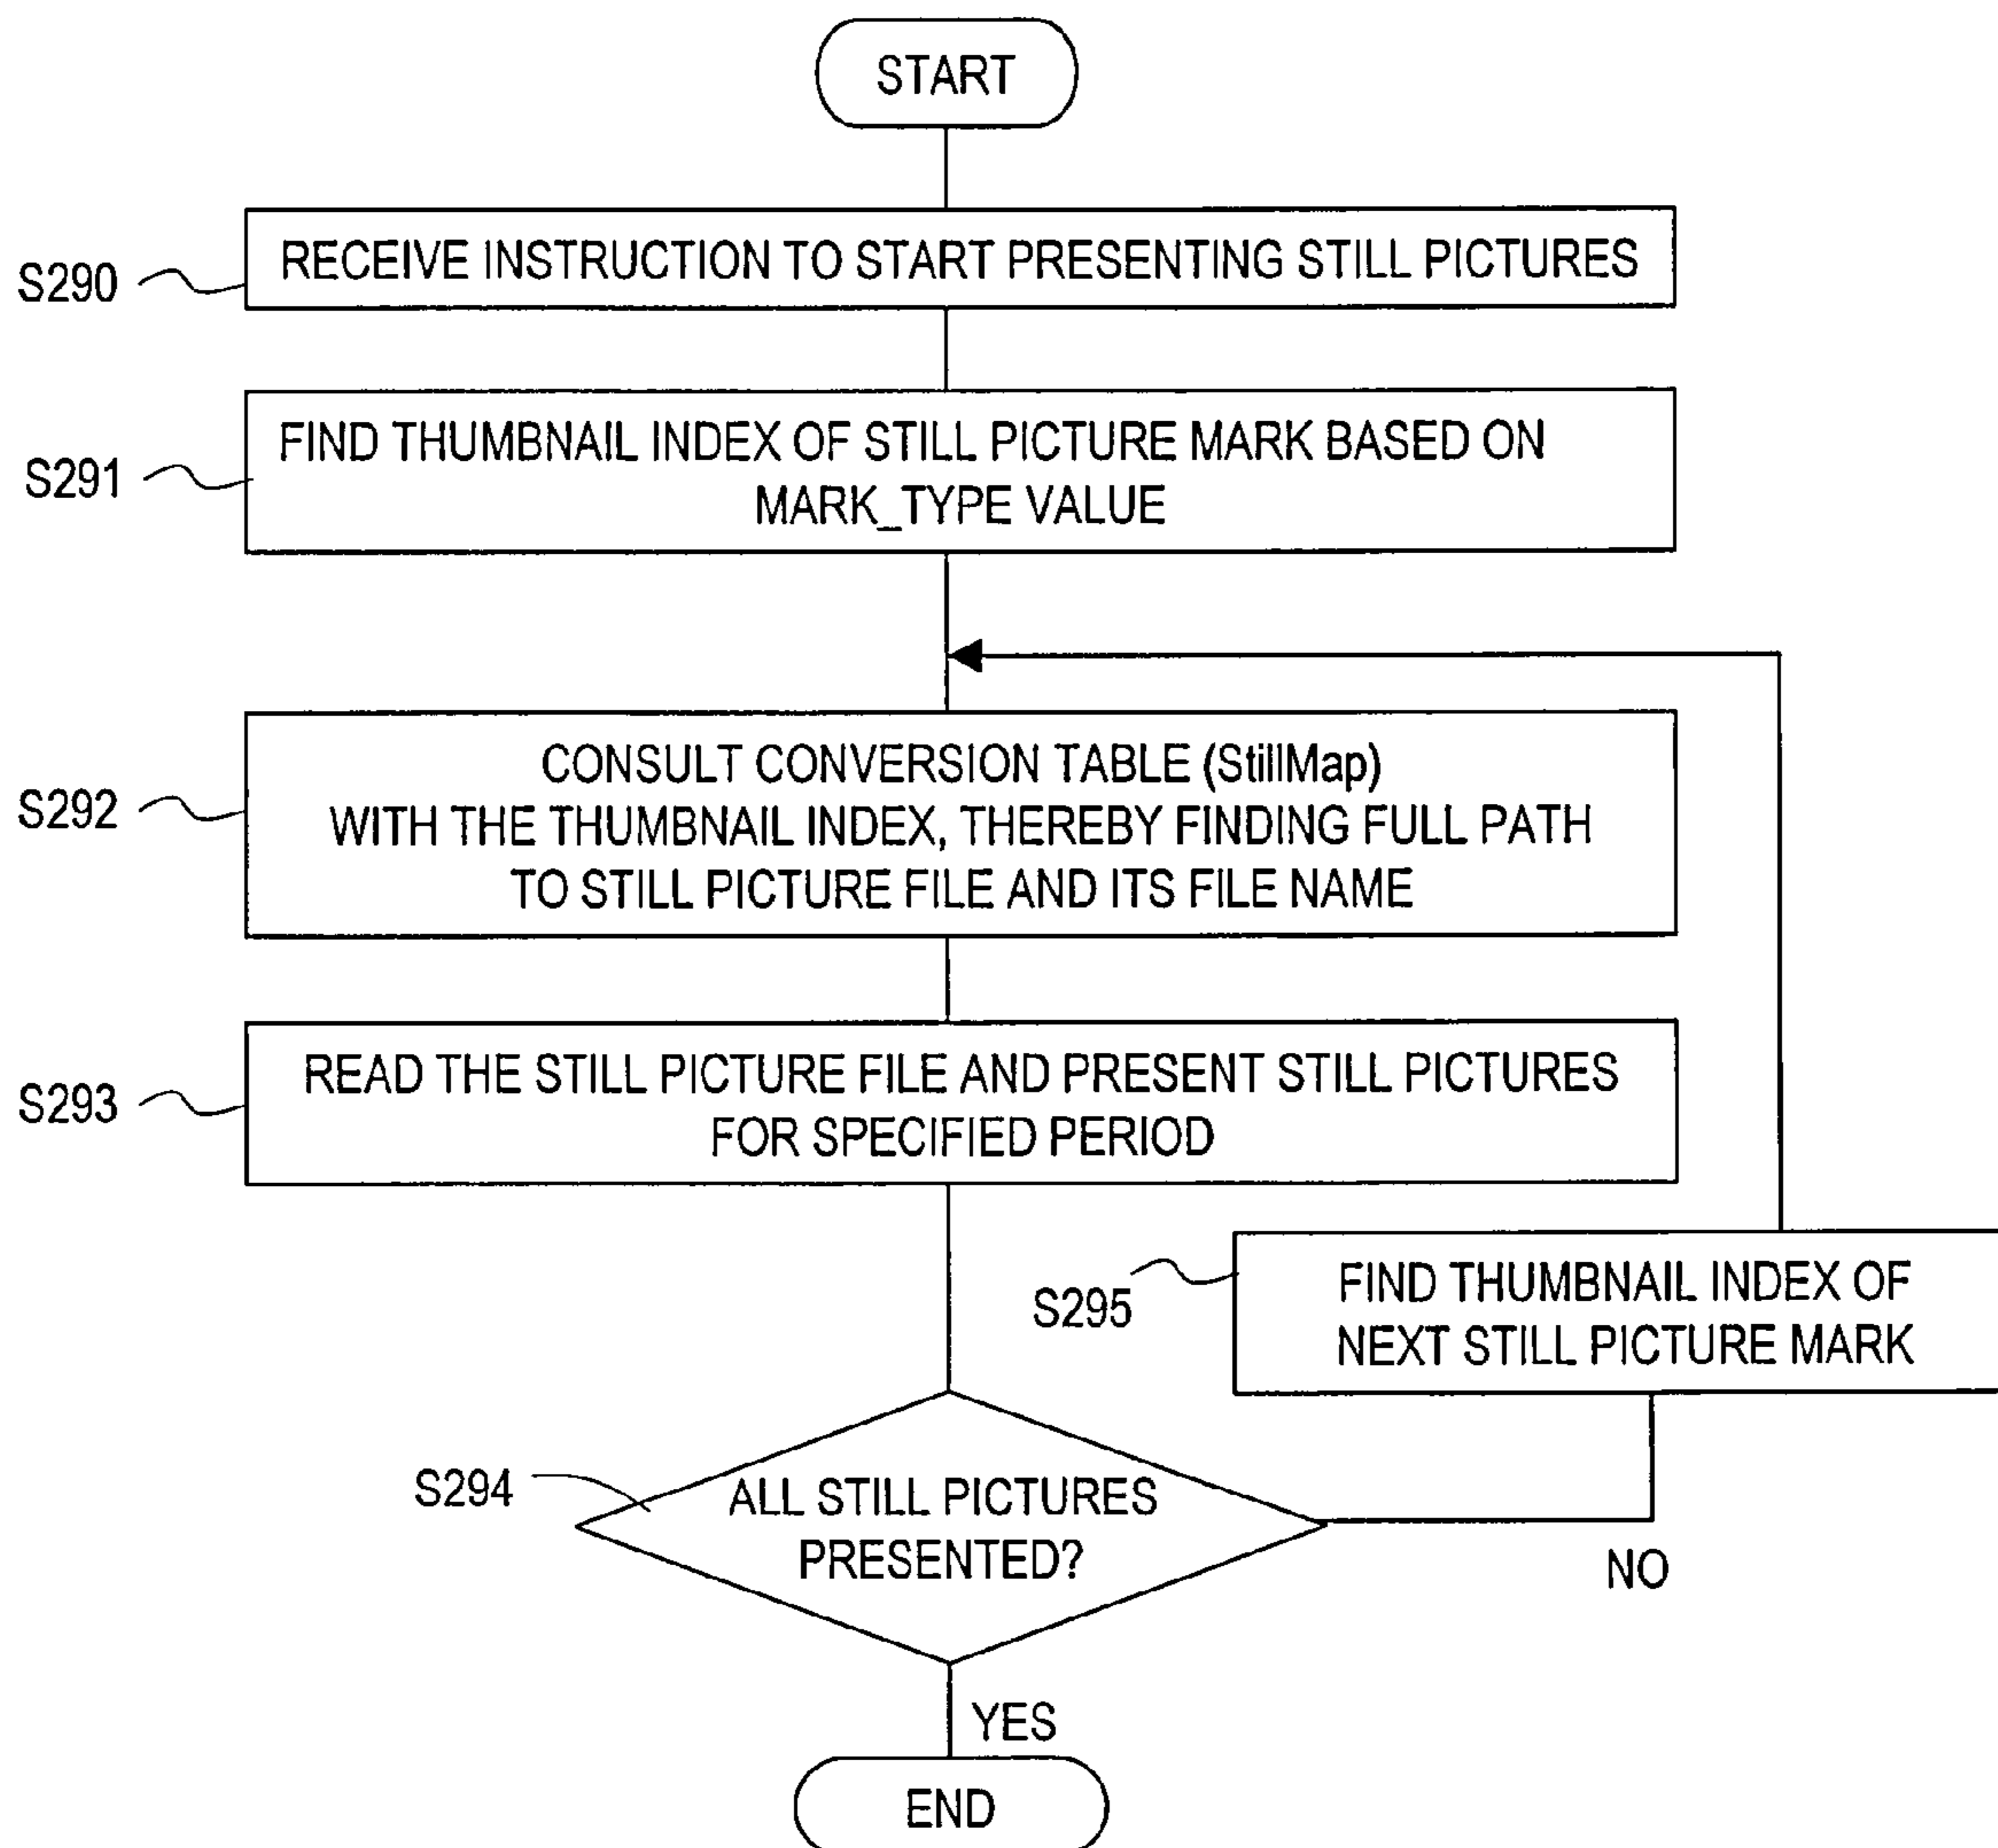 START
S290
RECEIVE INSTRUCTION TO START PRESENTING STILL PICTURES
S291
FIND THUMBNAIL INDEX OF STILL PICTURE MARK BASED ON
MARK_TYPE VALUE
S292
CONSULT CONVERSION TABLE (StillMap)
WITH THE THUMBNAIL INDEX, THEREBY FINDING FULL PATH
TO STILL PICTURE FILE AND ITS FILE NAME
S293
READ THE STILL PICTURE FILE AND PRESENT STILL PICTURES
FOR SPECIFIED PERIOD
S295
FIND THUMBNAIL INDEX OF
NEXT STILL PICTURE MARK
S294
ALL STILL PICTURES
PRESENTED?
NO
YES
END